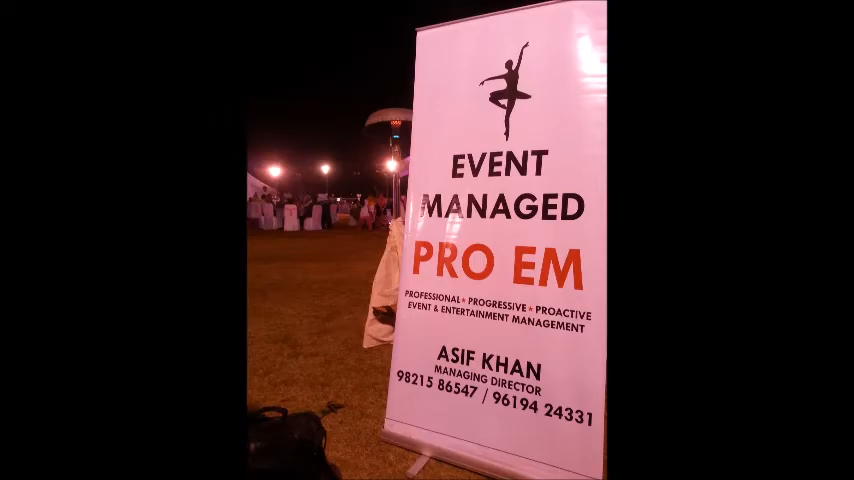 EVENT
MANAGED
PRO EM
PROFESSIONAL★PROGRESSIVE★PROACTIVE
EVENT & ENTERTAINMENT MANAGEMENT
ASIF KHAN
MANAGING DIRECTOR
98215 86547 / 96194 24331